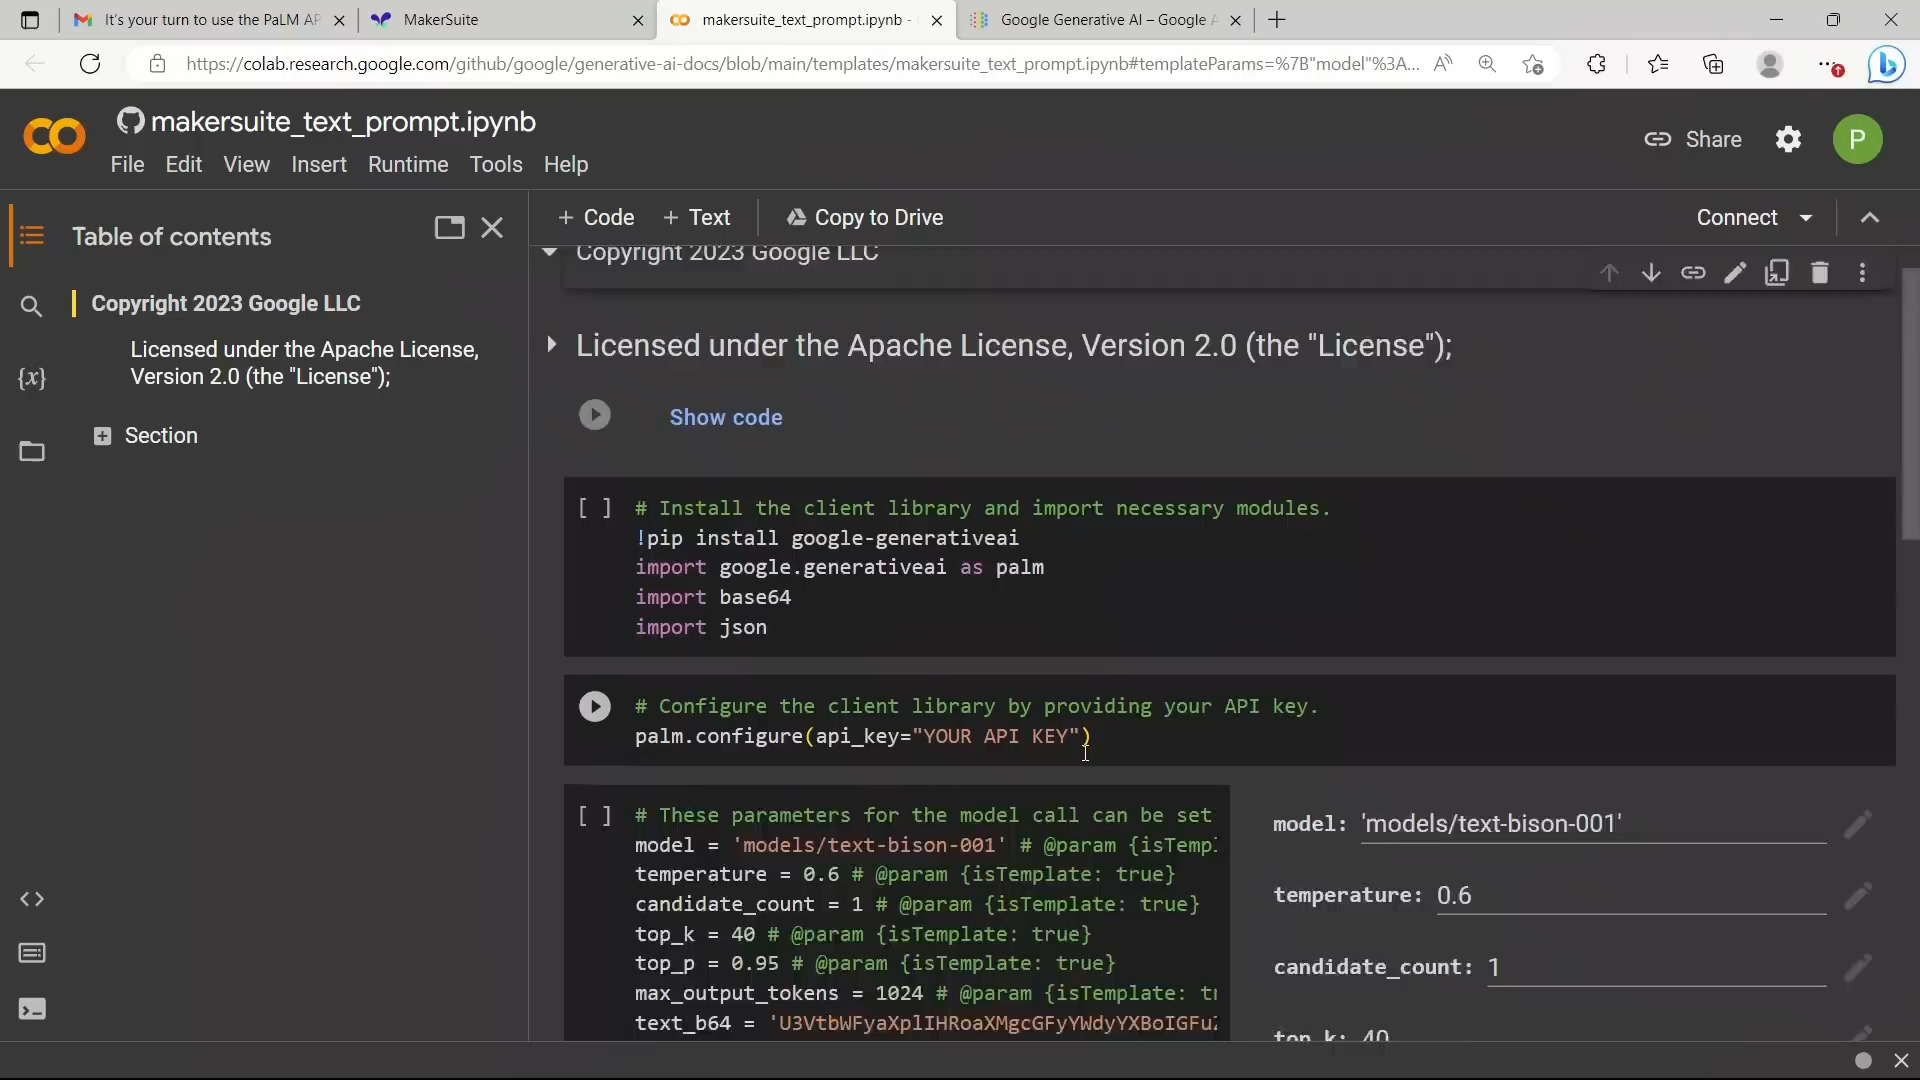 It's your turn to use the PaLM AP
MakerSuite
makersuite_text_prompt.ipynb -
Google Generative AI – Google A
https://colab.research.google.com/github/google/generative-ai-docs/blob/main/templates/makersuite_text_prompt.ipynb#templateParams=%7B"model"%3A...
makersuite_text_prompt.ipynb
Share
P
File Edit View Insert Runtime Tools Help
+ Code + Text Copy to Drive
Connect
Table of contents
Copyright 2023 Google LLC
Licensed under the Apache License,
Version 2.0 (the "License");
Section
Copyright 2023 Google LLC
Licensed under the Apache License, Version 2.0 (the "License");
Show code
[ ] # Install the client library and import necessary modules.
!pip install google-generativeai
import google.generativeai as palm
import base64
import json
# Configure the client library by providing your API key.
palm.configure(api_key="YOUR API KEY")
[ ] # These parameters for the model call can be set
model = 'models/text-bison-001' # @param {isTempl
temperature = 0.6 # @param {isTemplate: true}
candidate_count = 1 # @param {isTemplate: true}
top_k = 40 # @param {isTemplate: true}
top_p = 0.95 # @param {isTemplate: true}
max_output_tokens = 1024 # @param {isTemplate: tr
text_b64 = 'U3VtbWFyaXplIHRoaXMgcGFyYWdyYXBoIGFuZ
model: 'models/text-bison-001'
temperature: 0.6
candidate_count: 1
top_k: 40